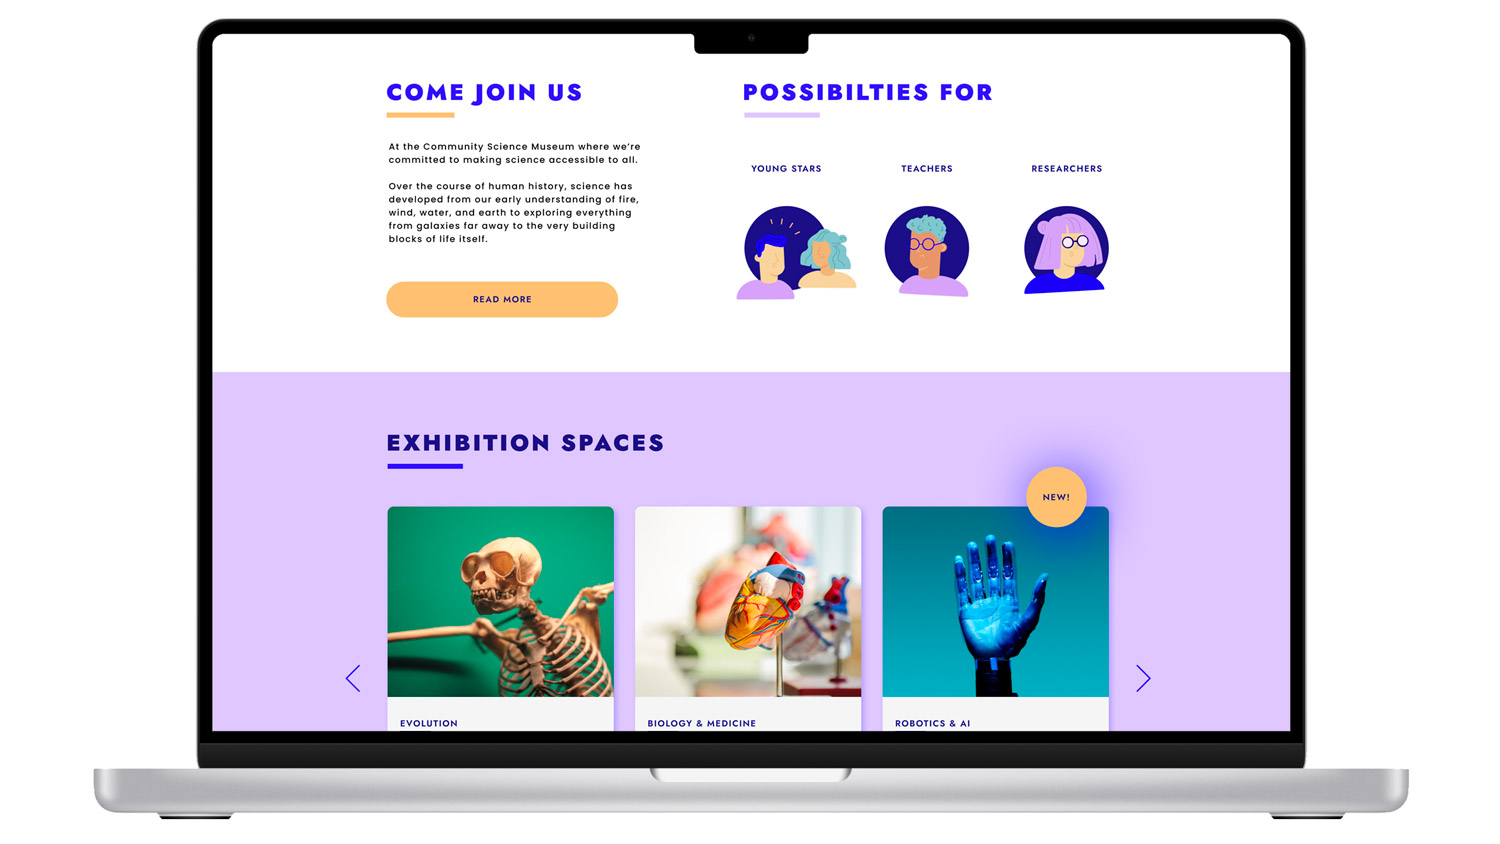 COME JOIN US
At the Community Science Museum where we’re
committed to making science accessible to all.
Over the course of human history, science has
developed from our early understanding of fire,
wind, water, and earth to exploring everything
from galaxies far away to the very building
blocks of life itself.
READ MORE
POSSIBILTIES FOR
YOUNG STARS
TEACHERS
RESEARCHERS
EXHIBITION SPACES
NEW!
EVOLUTION
BIOLOGY & MEDICINE
ROBOTICS & AI